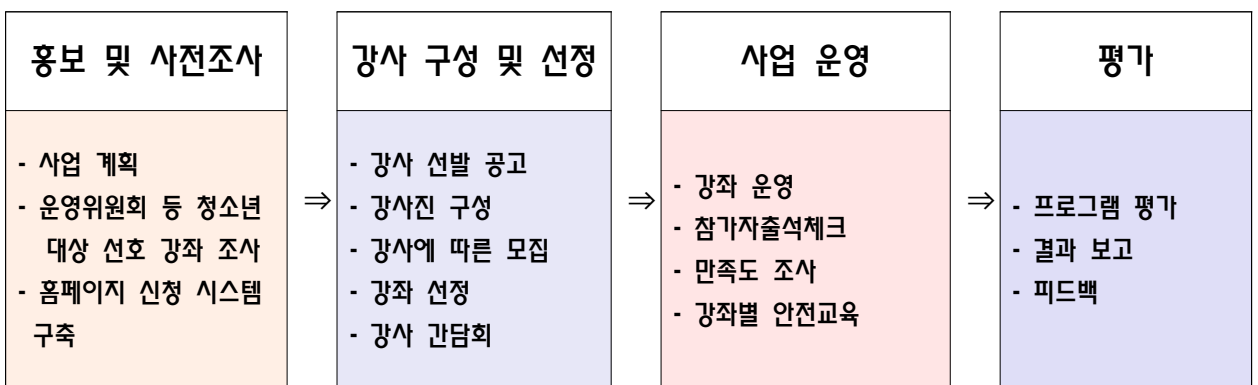 홍보 및 사전조사
- 사업 계획
- 운영위원회 등 청소년
대상 선호 강좌 조사
- 홈페이지 신청 시스템
구축
⇒
강사 구성 및 선정
- 강사 선발 공고
- 강사진 구성
- 강사에 따른 모집
- 강좌 선정
- 강사 간담회
⇒
사업 운영
- 강좌 운영
- 참가자출석체크
- 만족도 조사
- 강좌별 안전교육
⇒
평가
- 프로그램 평가
- 결과 보고
- 피드백